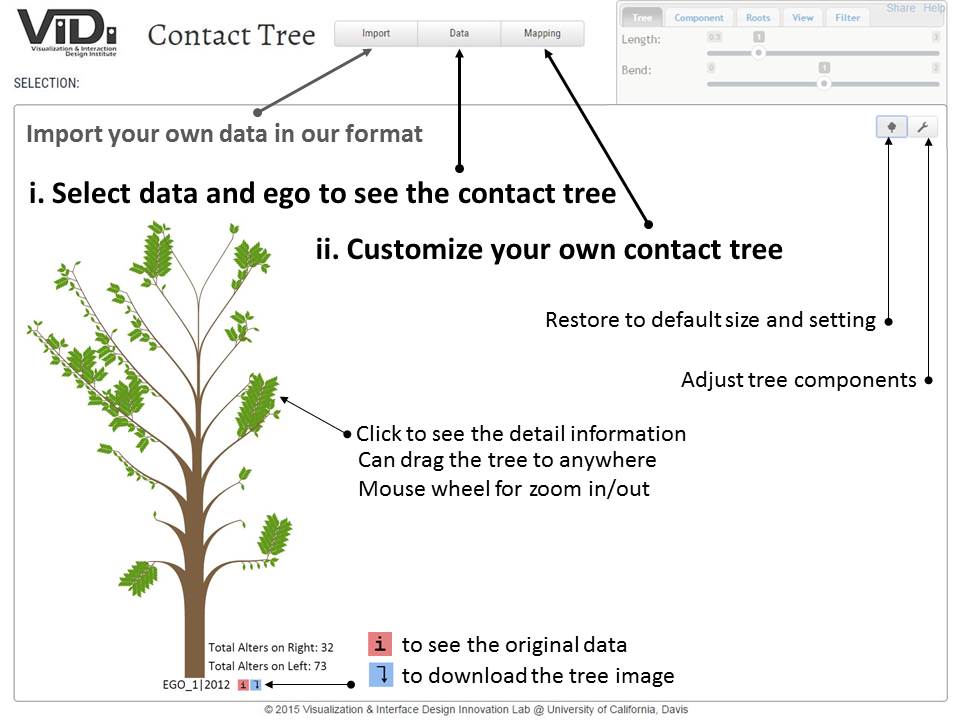 ViDi
Visualization & Interaction
Design Institute
Contact Tree
Import
Data
Mapping
Tree
Component
Roots
View
Filter
Share
Help
Length:
0.3
1
3
Bend:
0
1
2
SELECTION:
Import your own data in our format
i. Select data and ego to see the contact tree
ii. Customize your own contact tree
Restore to default size and setting
Adjust tree components
Click to see the detail information
Can drag the tree to anywhere
Mouse wheel for zoom in/out
Total Alters on Right: 32
Total Alters on Left: 73
EGO_1|2012 i
i to see the original data
to download the tree image
© 2015 Visualization & Interface Design Innovation Lab @ University of California, Davis